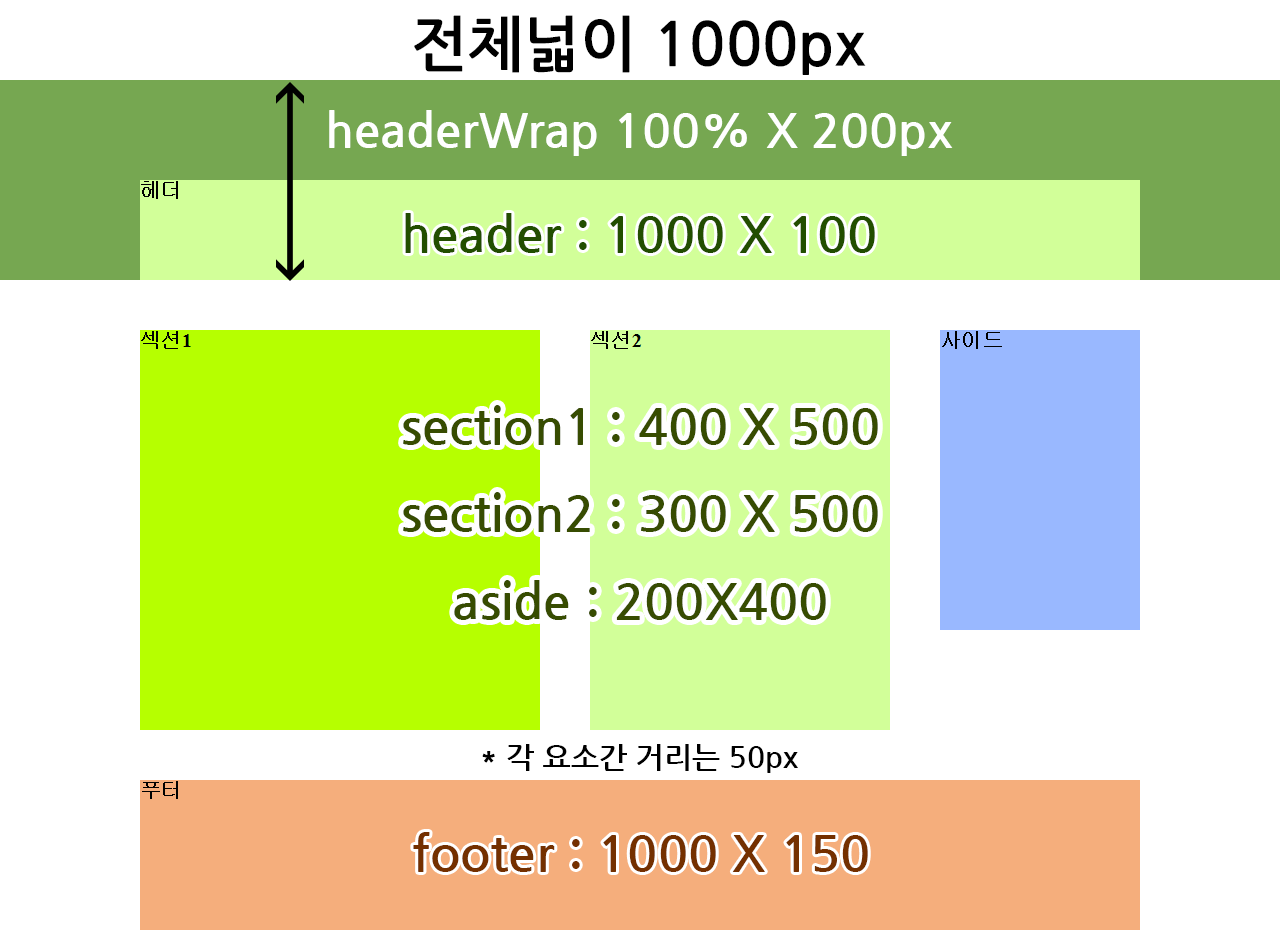 전체넓이 1000px
headerWrap 100% X 200px
헤더
header : 1000 X 100
섹션1
섹션2
사이드
section1 : 400 X 500
section2 : 300 X 500
aside : 200X400
* 각 요소간 거리는 50px
푸터
footer : 1000 X 150